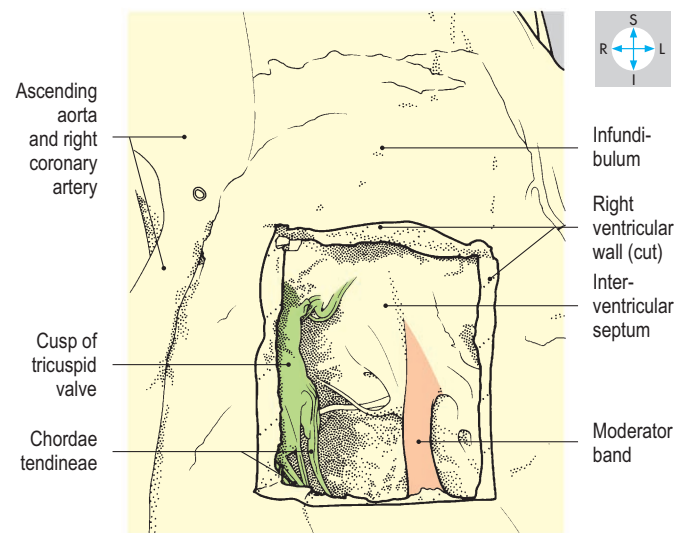 S
R L
I
Ascending
aorta
and right
coronary
artery
Cusp of
tricuspid
valve
Chordae
tendineae
Infundi-
bulum
Right
ventricular
wall (cut)
Inter-
ventricular
septum
Moderator
band